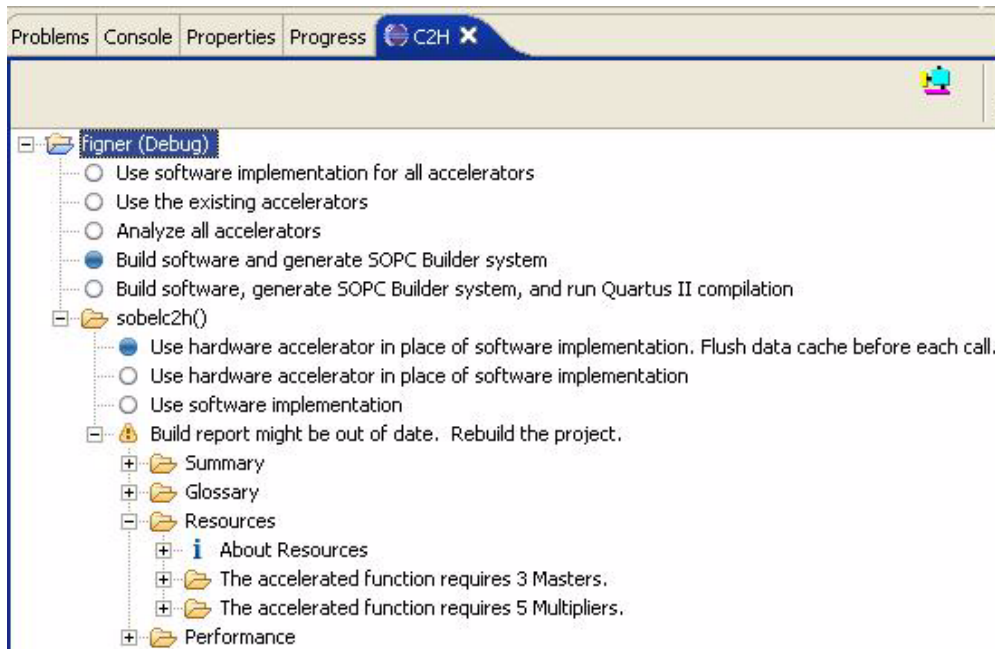 Problems Console Properties Progress C2H
figner (Debug)
Use software implementation for all accelerators
Use the existing accelerators
Analyze all accelerators
Build software and generate SOPC Builder system
Build software, generate SOPC Builder system, and run Quartus II compilation
sobelc2h()
Use hardware accelerator in place of software implementation. Flush data cache before each call.
Use hardware accelerator in place of software implementation
Use software implementation
Build report might be out of date. Rebuild the project.
Summary
Glossary
Resources
About Resources
The accelerated function requires 3 Masters.
The accelerated function requires 5 Multipliers.
Performance